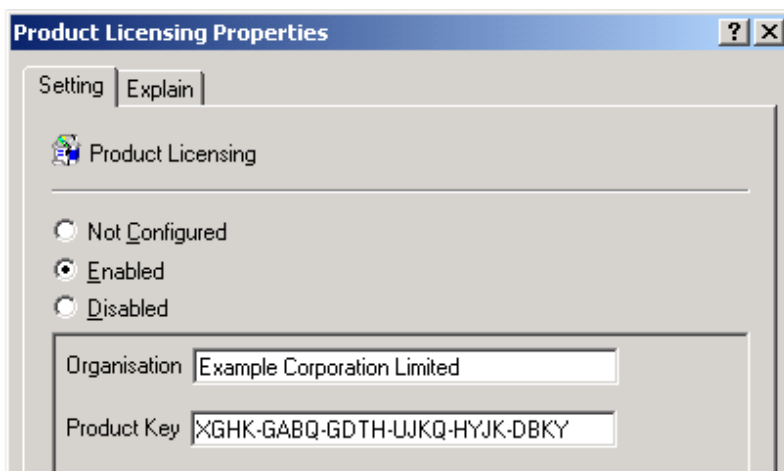 Product Licensing Properties
Setting Explain
Product Licensing
Not Configured
Enabled
Disabled
Organisation Example Corporation Limited
Product Key XGHK-GABQ-GDTH-UJKQ-HYJK-DBKY